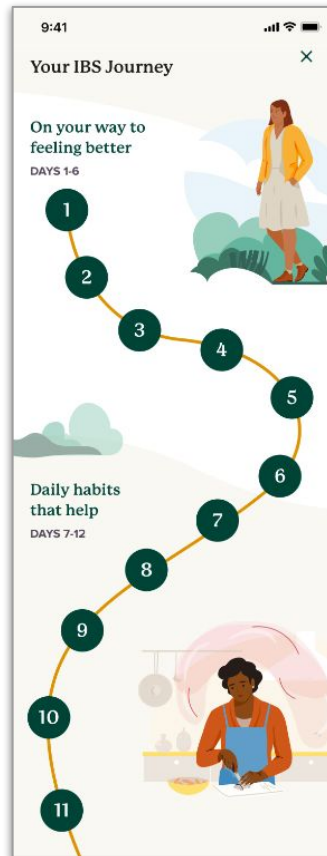 9:41
Your IBS Journey
On your way to
feeling better
DAYS 1-6
1
2
3
4
5
6
Daily habits
that help
DAYS 7-12
7
8
9
10
11